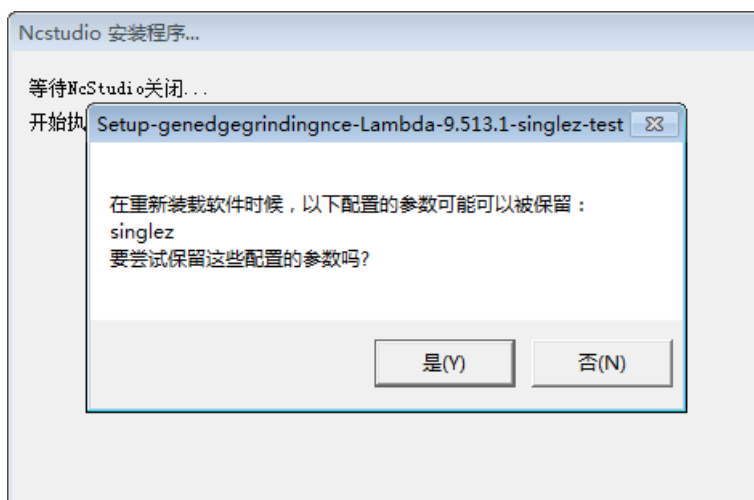 Ncstudio 安装程序...
等待NcStudio关闭...
开始执
Setup-genedgegrindingnce-Lambda-9.513.1-singlez-test
在重新装载软件时候，以下配置的参数可能可以被保留：
singlez
要尝试保留这些配置的参数吗?
是(Y)
否(N)